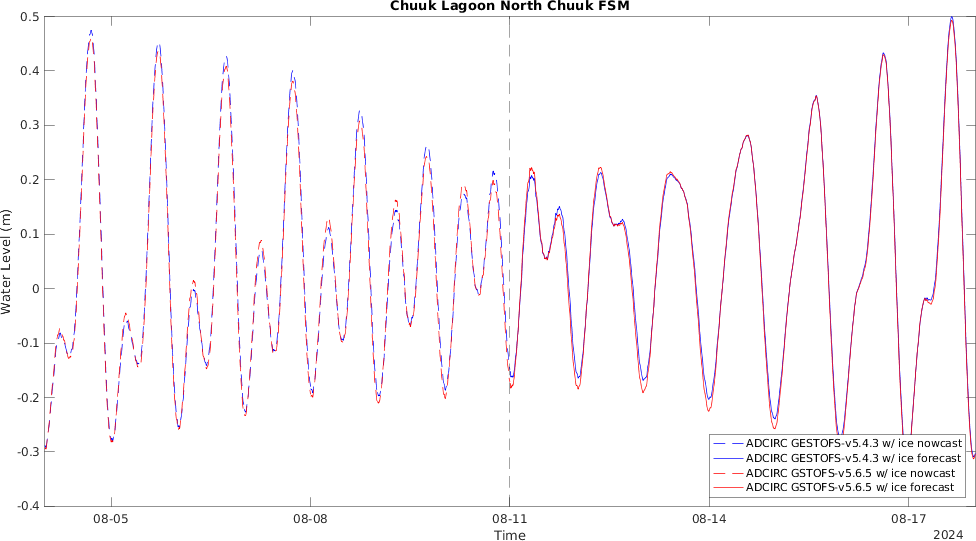 Chuuk Lagoon North Chuuk FSM
0.5
0.4
0.3
0.2
0.1
0
-0.1
-0.2
-0.3
-0.4
Water Level (m)
ADCIRC GESTOFS-v5.4.3 w/ ice nowcast
ADCIRC GESTOFS-v5.4.3 w/ ice forecast
ADCIRC GSTOFS-v5.6.5 w/ ice nowcast
ADCIRC GSTOFS-v5.6.5 w/ ice forecast
08-05 08-08 08-11 08-14 08-17
Time
2024